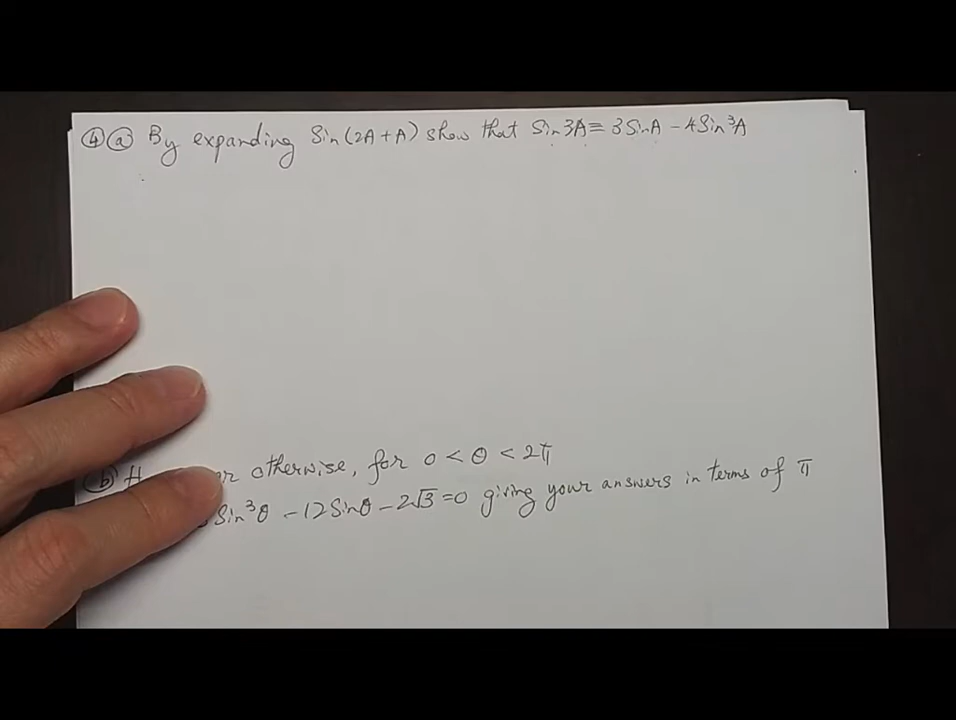 ④ⓐ By expanding Sin(2A+A) show that Sin3A ≡ 3SinA - 4Sin³A
ⓑ otherwise, for 0 < θ < 2π
Sin³θ - 12Sinθ - 2√3 = 0 giving your answers in terms of π